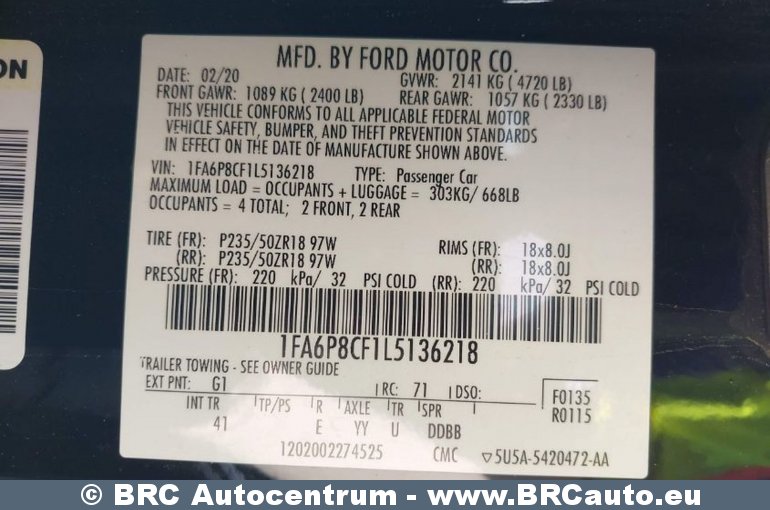 ON
MFD. BY FORD MOTOR CO.
DATE: 02/20 GVWR: 2141 KG ( 4720 LB)
FRONT GAWR: 1089 KG ( 2400 LB) REAR GAWR: 1057 KG ( 2330 LB)
THIS VEHICLE CONFORMS TO ALL APPLICABLE FEDERAL MOTOR
VEHICLE SAFETY, BUMPER, AND THEFT PREVENTION STANDARDS
IN EFFECT ON THE DATE OF MANUFACTURE SHOWN ABOVE.
VIN: 1FA6P8CF1L5136218 TYPE: Passenger Car
MAXIMUM LOAD = OCCUPANTS + LUGGAGE = 303KG/ 668LB
OCCUPANTS = 4 TOTAL; 2 FRONT, 2 REAR
TIRE (FR): P235/50ZR18 97W RIMS (FR): 18x8.0J
(RR): P235/50ZR18 97W (RR): 18x8.0J
PRESSURE (FR): 220 kPa/ 32 PSI COLD (RR): 220 kPa/ 32 PSI COLD
1FA6P8CF1L5136218
TRAILER TOWING - SEE OWNER GUIDE
EXT PNT: G1 RC: 71 DSO: F0135
INT TR TP/PS R AXLE TR SPR R0115
41 E YY U DDBB
1202002274525 CMC ▽5U5A-5420472-AA
© BRC Autocentrum - www.BRCauto.eu